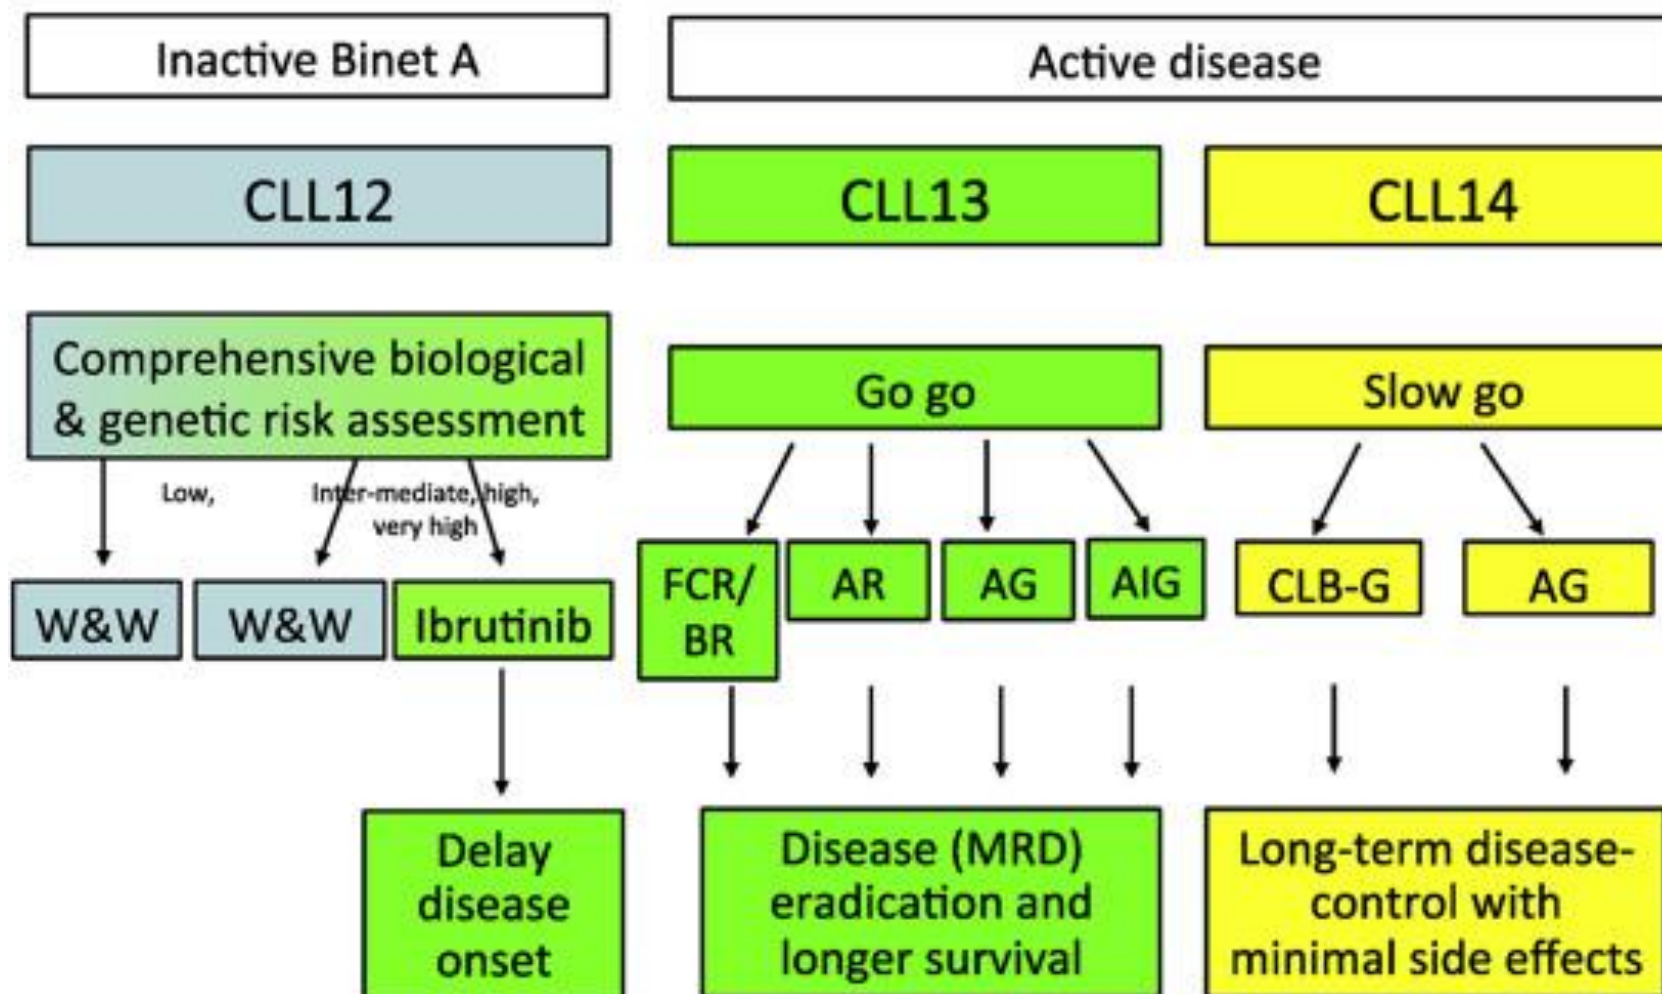 Inactive Binet A
Active disease
CLL12
CLL13
CLL14
Comprehensive biological
& genetic risk assessment
Go go
Slow go
Low,
Inter-mediate, high,
very high
W&W
W&W
Ibrutinib
FCR/
BR
AR
AG
AIG
CLB-G
AG
Delay
disease
onset
Disease (MRD)
eradication and
longer survival
Long-term disease-
control with
minimal side effects